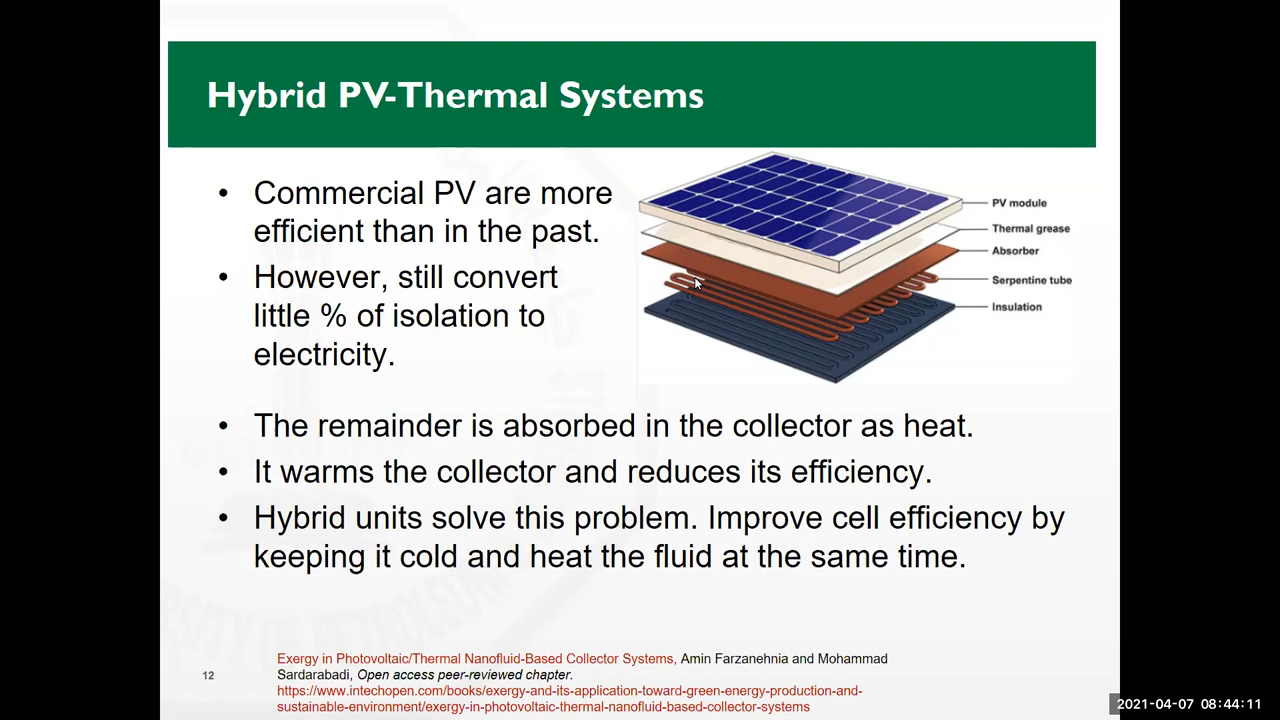 Hybrid PV-Thermal Systems
• Commercial PV are more
efficient than in the past.
• However, still convert
little % of isolation to
electricity.
PV module
Thermal grease
Absorber
Serpentine tube
Insulation
• The remainder is absorbed in the collector as heat.
• It warms the collector and reduces its efficiency.
• Hybrid units solve this problem. Improve cell efficiency by
keeping it cold and heat the fluid at the same time.
Exergy in Photovoltaic/Thermal Nanofluid-Based Collector Systems, Amin Farzanehnia and Mohammad
Sardarabadi, Open access peer-reviewed chapter.
https://www.intechopen.com/books/exergy-and-its-application-toward-green-energy-production-and-
sustainable-environment/exergy-in-photovoltaic-thermal-nanofluid-based-collector-systems
12
2021-04-07 08:44:11